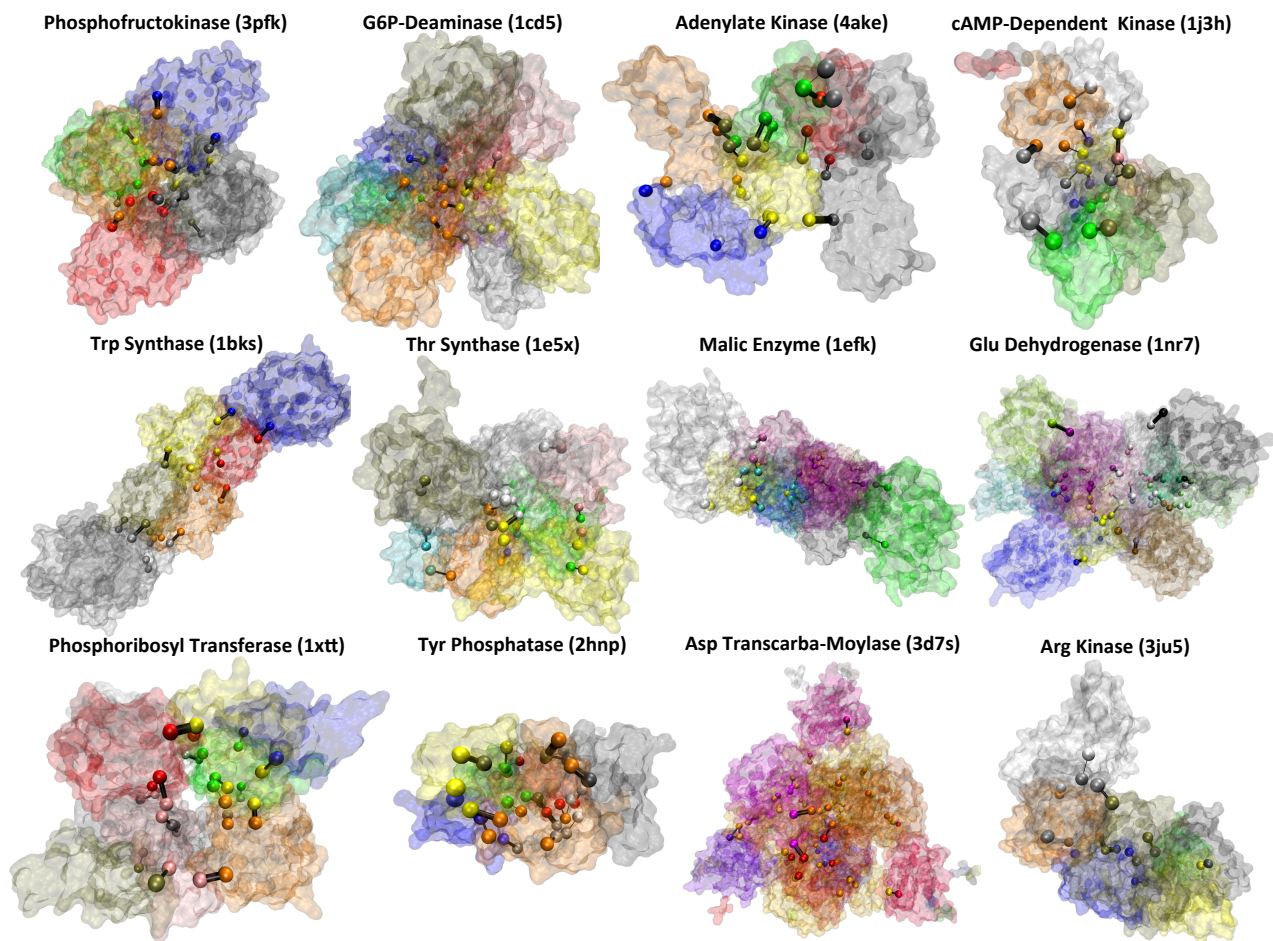 Phosphofructokinase (3pfk)
G6P-Deaminase (1cd5)
Adenylate Kinase (4ake)
cAMP-Dependent Kinase (1j3h)
Trp Synthase (1bks)
Thr Synthase (1e5x)
Malic Enzyme (1efk)
Glu Dehydrogenase (1nr7)
Phosphoribosyl Transferase (1xtt)
Tyr Phosphatase (2hnp)
Asp Transcarba-Moylase (3d7s)
Arg Kinase (3ju5)